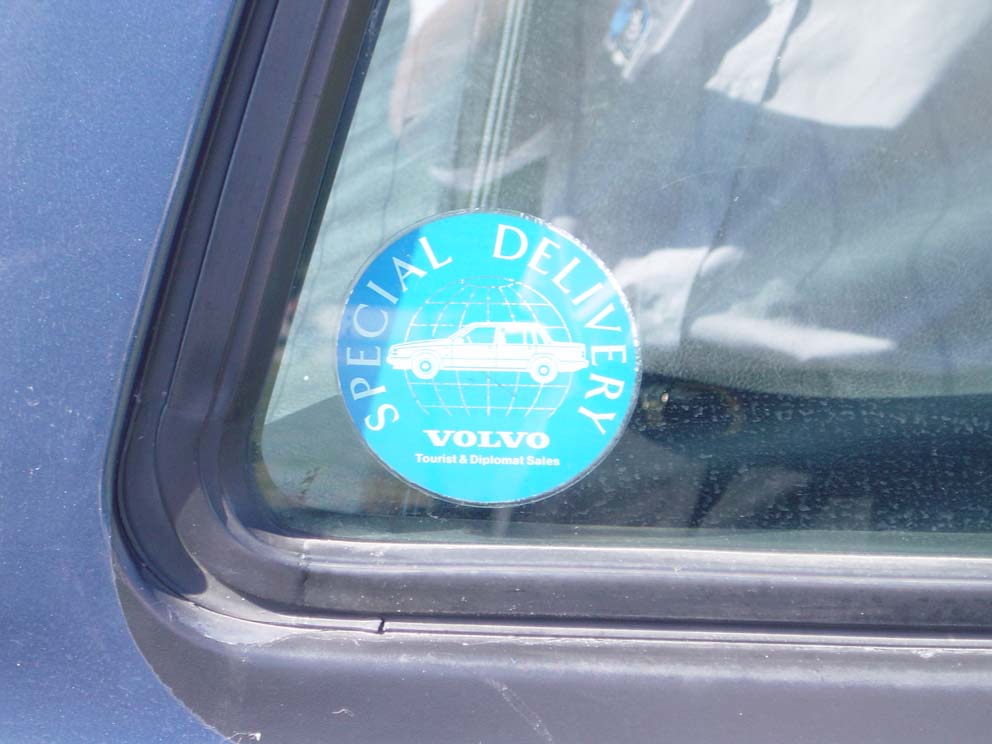 SPECIAL DELIVERY
VOLVO
Tourist & Diplomat Sales